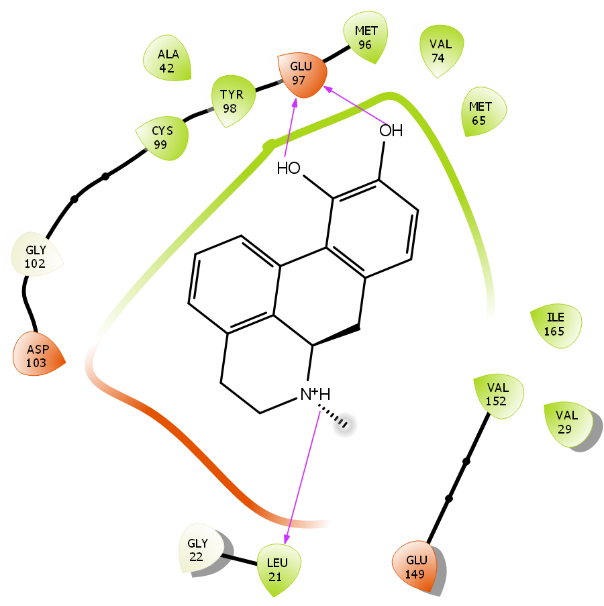 MET
96
VAL
74
ALA
42
GLU
97
TYR
98
MET
65
CYS
99
OH
HO
GLY
102
ILE
165
ASP
103
VAL
152
N+H
VAL
29
GLY
22
LEU
21
GLU
149